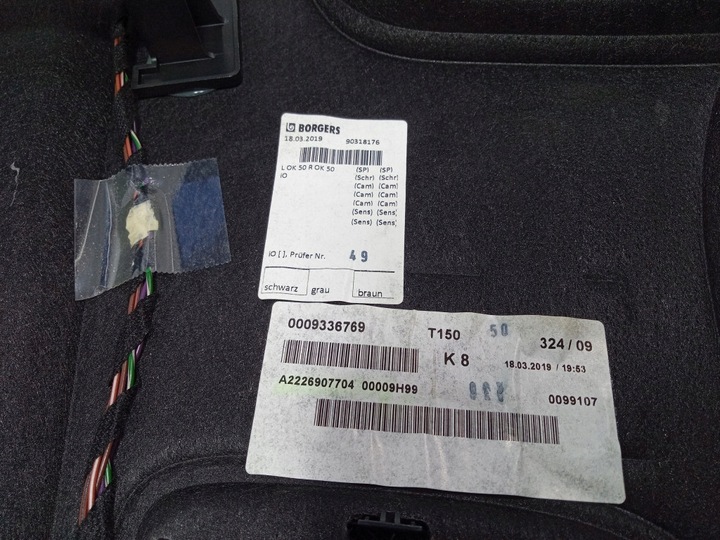 BORGERS
18.03.2019 90318176
L OK 50 R OK 50 (SP) (SP)
iO (Schr) (Schr)
(Cam) (Cam)
(Cam) (Cam)
(Cam) (Cam)
(Sens) (Sens)
(Sens) (Sens)
iO [ ], Prüfer Nr. 49
schwarz grau braun
0009336769 T150 50 324 / 09
K 8 18.03.2019 / 19:53
A2226907704 00009H99
0099107